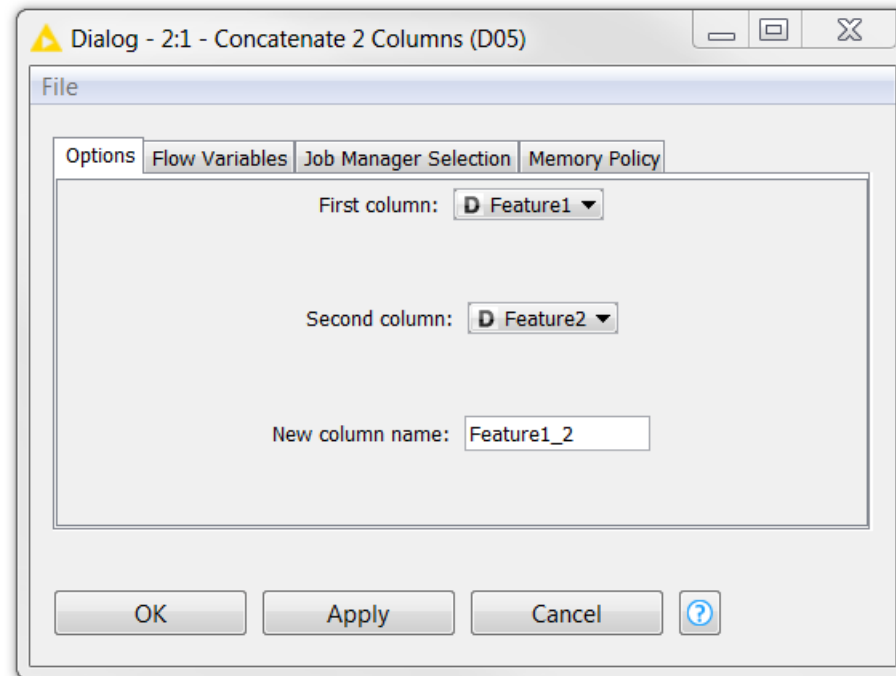 Dialog - 2:1 - Concatenate 2 Columns (D05)
File
Options Flow Variables Job Manager Selection Memory Policy
First column: D Feature1
Second column: D Feature2
New column name: Feature1_2
OK Apply Cancel ?